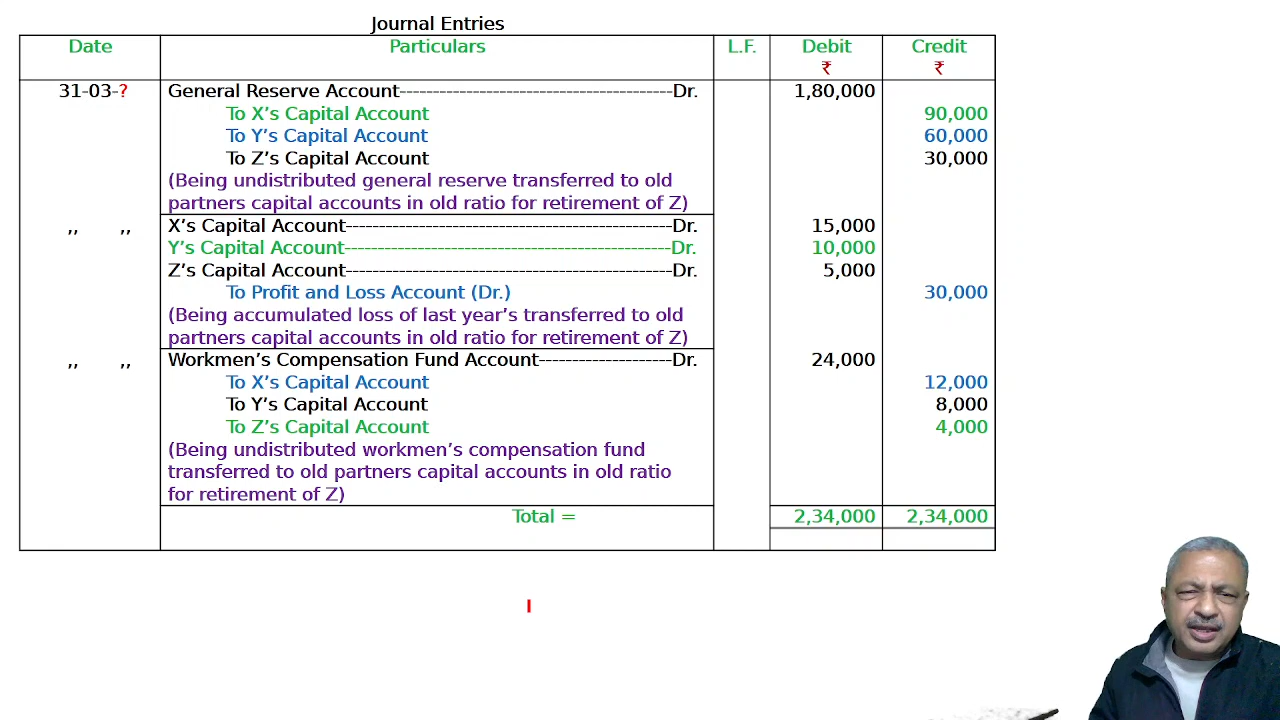 Journal Entries
Date Particulars L.F. Debit Credit
₹ ₹
31-03-? General Reserve Account-----------------------------------------Dr. 1,80,000
To X’s Capital Account 90,000
To Y’s Capital Account 60,000
To Z’s Capital Account 30,000
(Being undistributed general reserve transferred to old
partners capital accounts in old ratio for retirement of Z)
,, ,, X’s Capital Account-------------------------------------------------Dr. 15,000
Y’s Capital Account-------------------------------------------------Dr. 10,000
Z’s Capital Account-------------------------------------------------Dr. 5,000
To Profit and Loss Account (Dr.) 30,000
(Being accumulated loss of last year’s transferred to old
partners capital accounts in old ratio for retirement of Z)
,, ,, Workmen’s Compensation Fund Account--------------------Dr. 24,000
To X’s Capital Account 12,000
To Y’s Capital Account 8,000
To Z’s Capital Account 4,000
(Being undistributed workmen’s compensation fund
transferred to old partners capital accounts in old ratio
for retirement of Z)
Total = 2,34,000 2,34,000